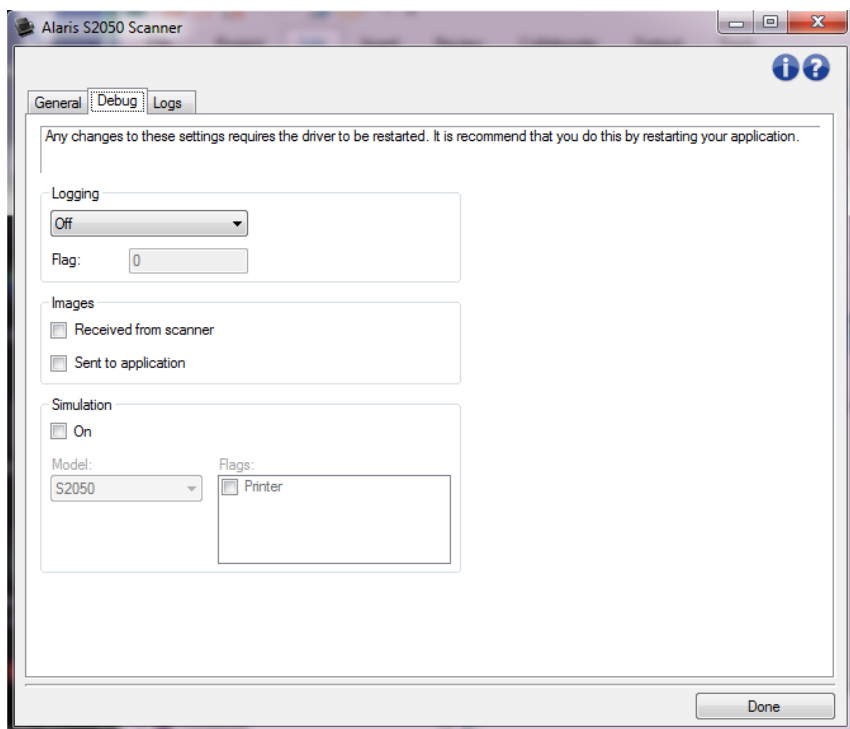 Alaris S2050 Scanner
General Debug Logs
Any changes to these settings requires the driver to be restarted. It is recommend that you do this by restarting your application.
Logging
Off
Flag: 0
Images
Received from scanner
Sent to application
Simulation
On
Model: Flags:
S2050 Printer
Done